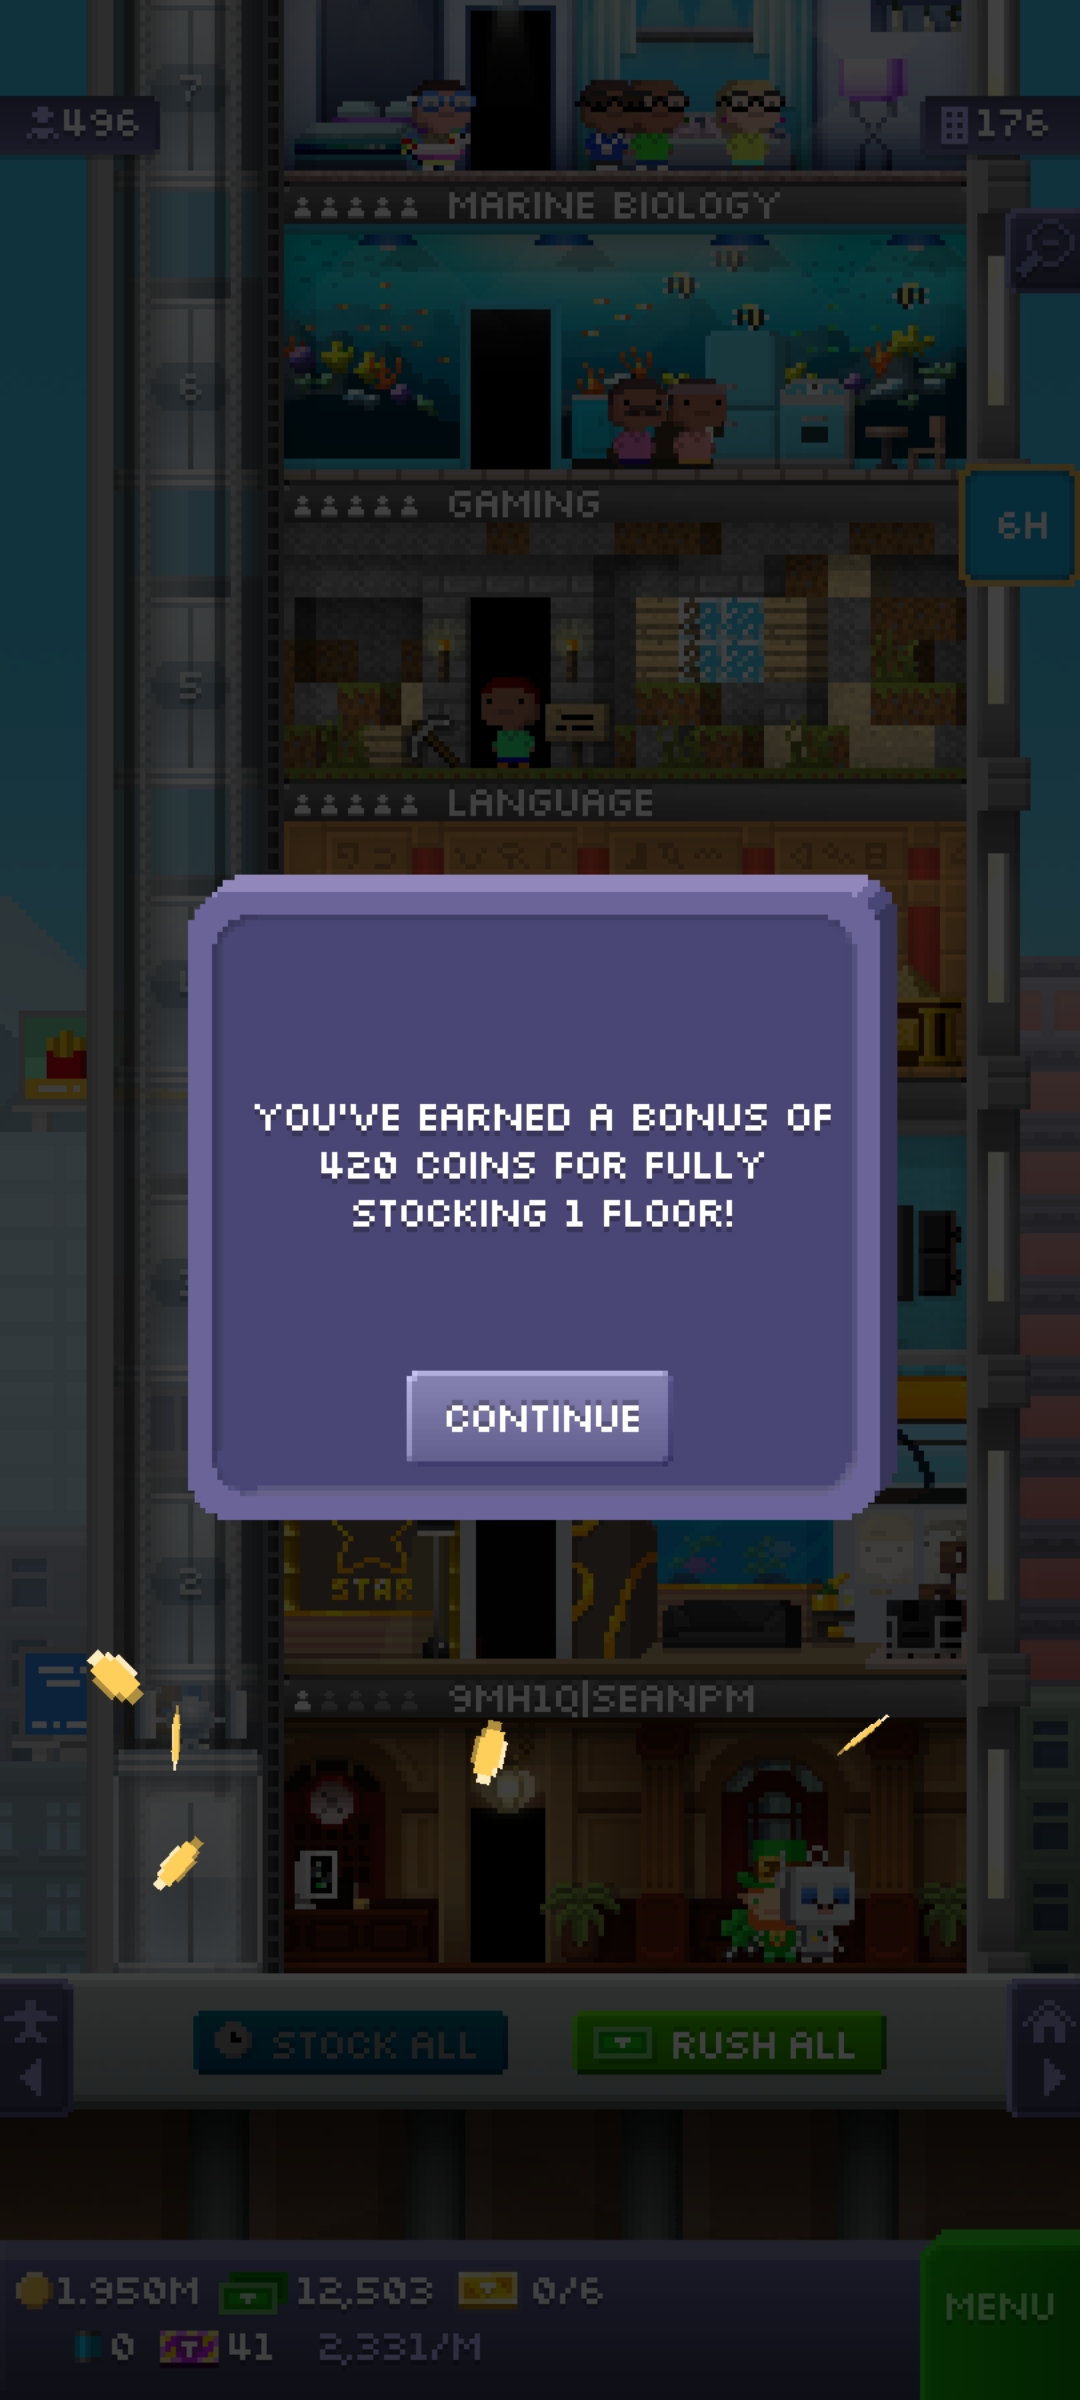 7
496
176
MARINE BIOLOGY
6
GAMING
6H
5
LANGUAGE
YOU'VE EARNED A BONUS OF
420 COINS FOR FULLY
STOCKING 1 FLOOR!
CONTINUE
2
STAR
9MH1Q|SEANPM
STOCK ALL
RUSH ALL
1.950M 12,503 0/6
MENU
0 41 2,331/M